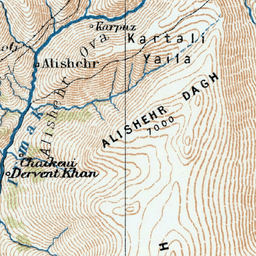 Karpuz
Kartali
Yaila
Alishehr
Alishehr Ova
ALISHEHR DAGH
7000
Chaikeui
Dervent Khan
H